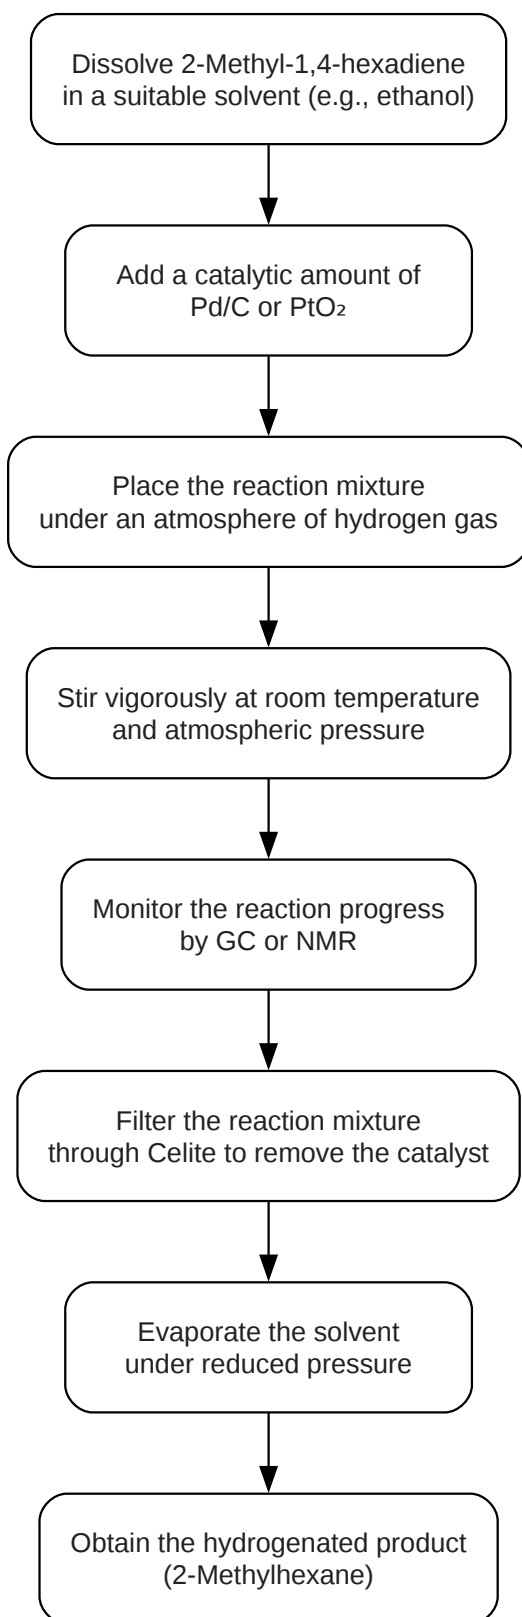 Dissolve 2-Methyl-1,4-hexadiene
in a suitable solvent (e.g., ethanol)
Add a catalytic amount of
Pd/C or PtO₂
Place the reaction mixture
under an atmosphere of hydrogen gas
Stir vigorously at room temperature
and atmospheric pressure
Monitor the reaction progress
by GC or NMR
Filter the reaction mixture
through Celite to remove the catalyst
Evaporate the solvent
under reduced pressure
Obtain the hydrogenated product
(2-Methylhexane)